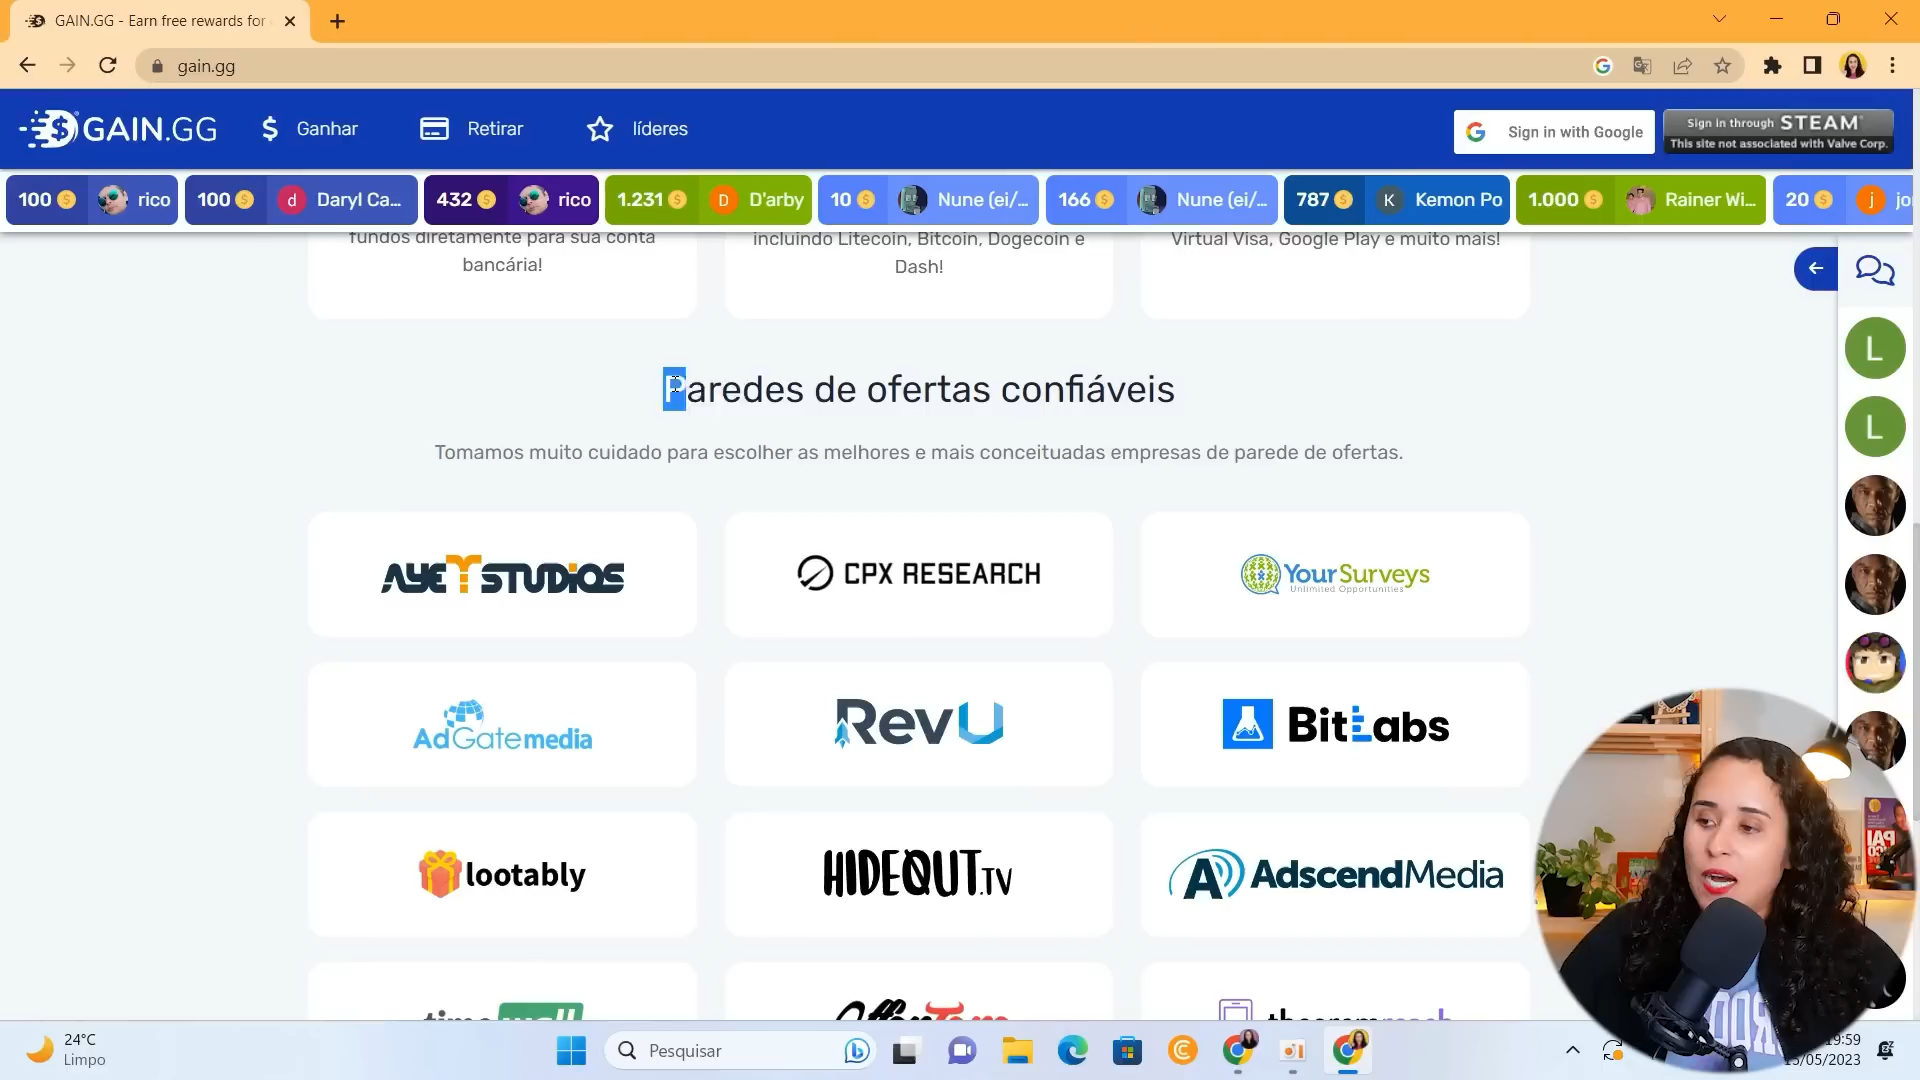 GAIN.GG - Earn free rewards for
gain.gg
GAIN.GG
Ganhar
Retirar
líderes
Sign in with Google
Sign in through STEAM
This site not associated with Valve Corp.
100 rico
100 d Daryl Ca...
432 rico
1.231 D D'arby
10 Nune (ei/...
166 Nune (ei/...
787 K Kemon Po
1.000 Rainer Wi...
20 j jo
fundos diretamente para sua conta
bancária!
incluindo Litecoin, Bitcoin, Dogecoin e
Dash!
Virtual Visa, Google Play e muito mais!
L
L
Paredes de ofertas confiáveis
Tomamos muito cuidado para escolher as melhores e mais conceituadas empresas de parede de ofertas.
AYET STUDIOS
CPX RESEARCH
YourSurveys
Unlimited Opportunities
AdGatemedia
RevU
BitLabs
lootably
HIDEOUT.TV
AdscendMedia
24°C
Limpo
Pesquisar
19:59